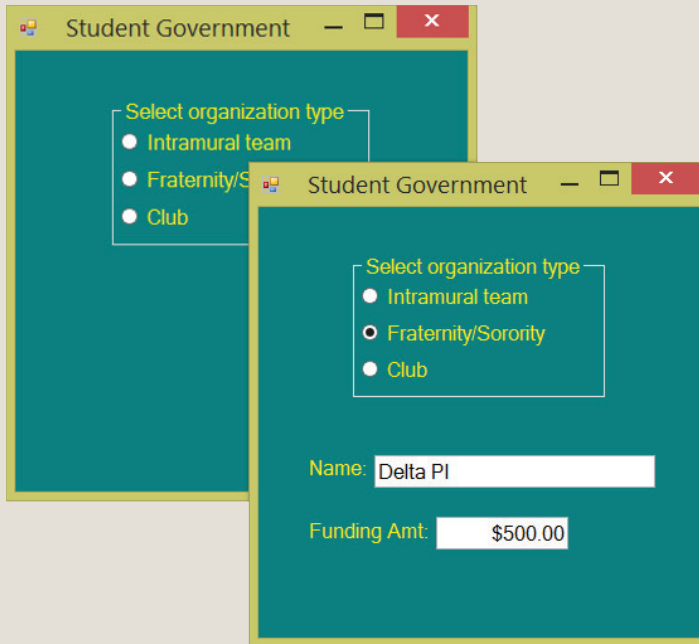 Student Government
Select organization type
Intramural team
Fraternity/S
Club
Student Government
Select organization type
Intramural team
Fraternity/Sorority
Club
Name: Delta PI
Funding Amt: $500.00